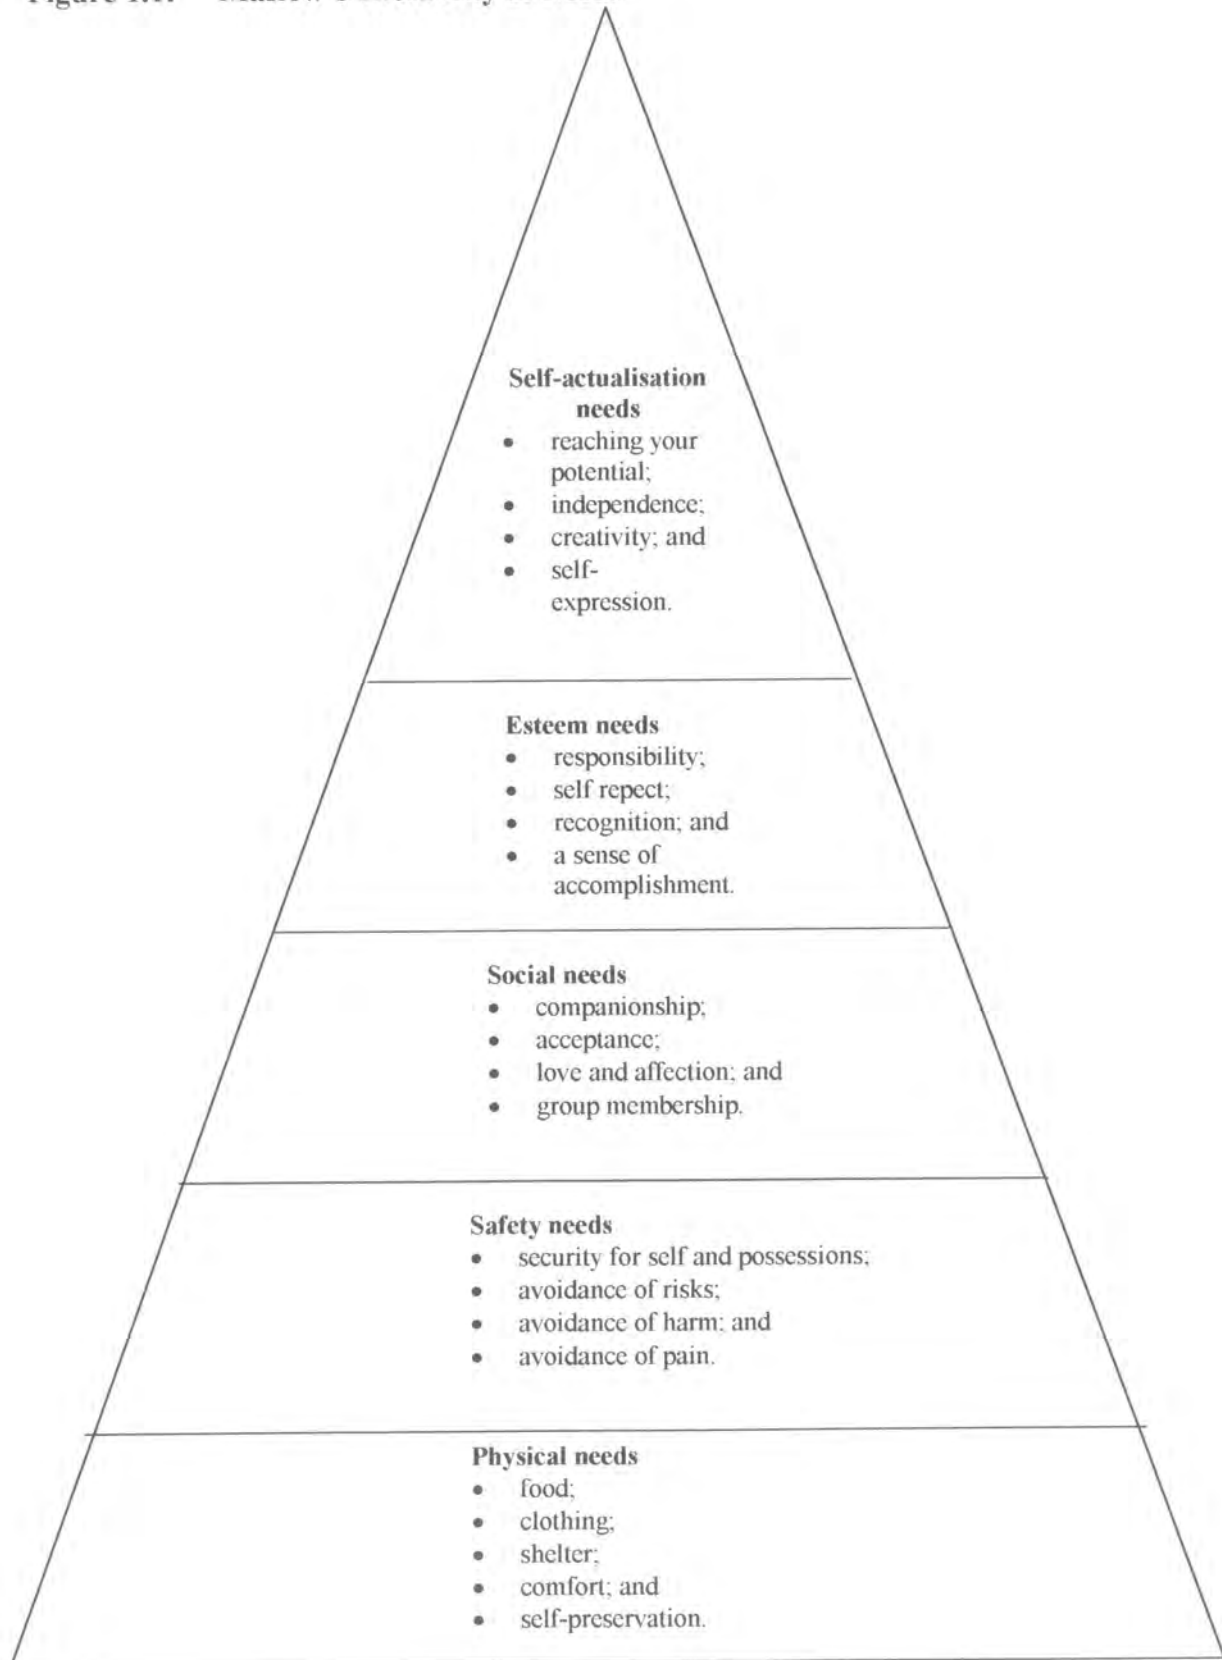 Self-actualisation
needs
• reaching your
potential;
• independence;
• creativity; and
• self-
expression.
Esteem needs
• responsibility;
• self repect;
• recognition; and
• a sense of
accomplishment.
Social needs
• companionship;
• acceptance;
• love and affection; and
• group membership.
Safety needs
• security for self and possessions;
• avoidance of risks;
• avoidance of harm; and
• avoidance of pain.
Physical needs
• food;
• clothing;
• shelter;
• comfort; and
• self-preservation.